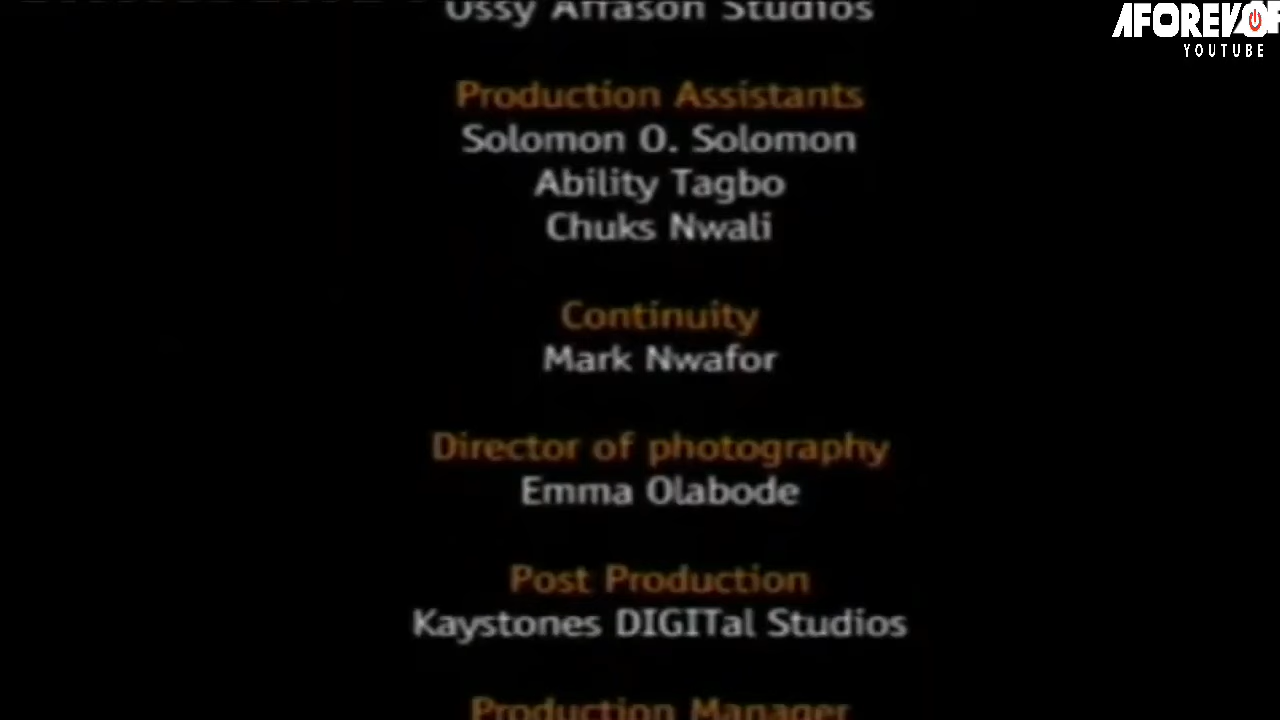 Ussy Affason Studios
AFOREVO
YOUTUBE
Production Assistants
Solomon O. Solomon
Ability Tagbo
Chuks Nwali
Continuity
Mark Nwafor
Director of photography
Emma Olabode
Post Production
Kaystones DIGITal Studios
Production Manager